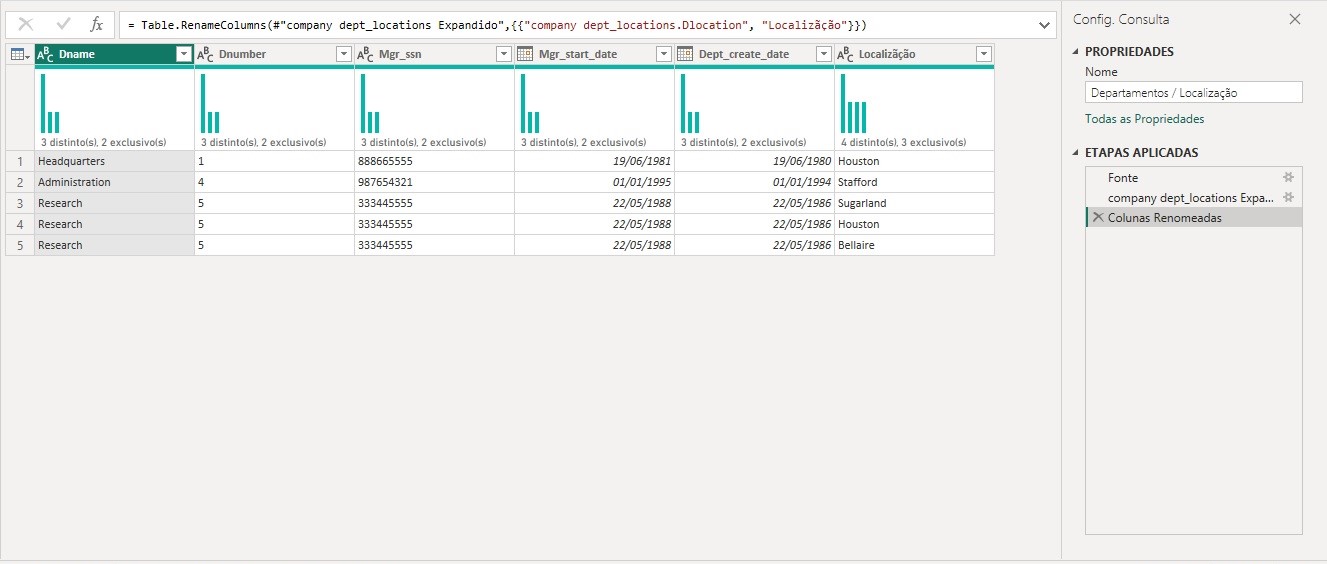 = Table.RenameColumns(#"company dept_locations Expandido",{{"company dept_locations.Dlocation", "Localizãção"}})
Config. Consulta
PROPRIEDADES
Nome
Departamentos / Localização
Todas as Propriedades
ETAPAS APLICADAS
Fonte
company dept_locations Expa...
Colunas Renomeadas
Dname Dnumber Mgr_ssn Mgr_start_date Dept_create_date Localizãção
3 distinto(s), 2 exclusivo(s) 3 distinto(s), 2 exclusivo(s) 3 distinto(s), 2 exclusivo(s) 3 distinto(s), 2 exclusivo(s) 3 distinto(s), 2 exclusivo(s) 4 distinto(s), 3 exclusivo(s)
1 Headquarters 1 888665555 19/06/1981 19/06/1980 Houston
2 Administration 4 987654321 01/01/1995 01/01/1994 Stafford
3 Research 5 333445555 22/05/1988 22/05/1986 Sugarland
4 Research 5 333445555 22/05/1988 22/05/1986 Houston
5 Research 5 333445555 22/05/1988 22/05/1986 Bellaire